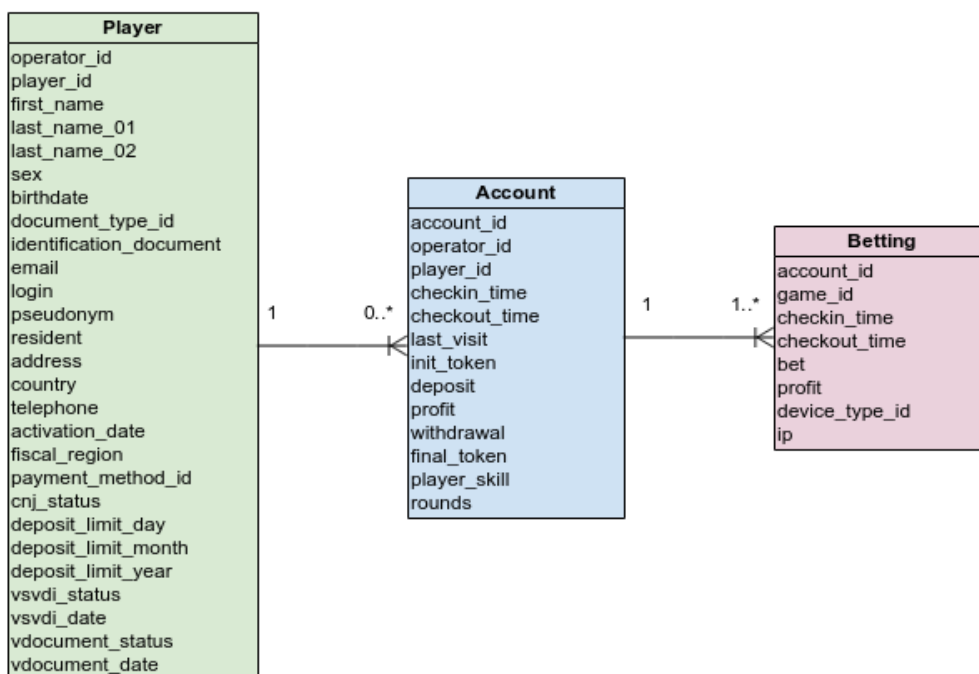 Player
operator_id
player_id
first_name
last_name_01
last_name_02
sex
birthdate
document_type_id
identification_document
email
login
pseudonym
resident
address
country
telephone
activation_date
fiscal_region
payment_method_id
cnj_status
deposit_limit_day
deposit_limit_month
deposit_limit_year
vsvdi_status
vsvdi_date
vdocument_status
vdocument_date
1
0..*
Account
account_id
operator_id
player_id
checkin_time
checkout_time
last_visit
init_token
deposit
profit
withdrawal
final_token
player_skill
rounds
1
1..*
Betting
account_id
game_id
checkin_time
checkout_time
bet
profit
device_type_id
ip